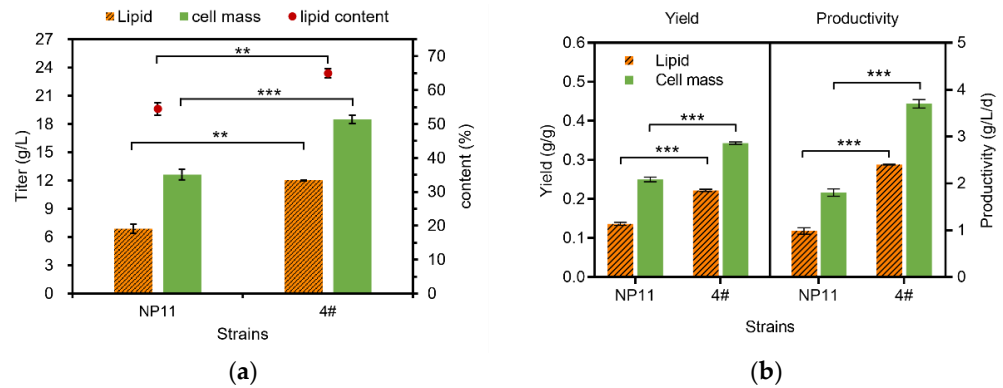 Lipid cell mass lipid content
27
24
21
18
15
12
9
6
3
0
Titer (g/L)
70
60
50
40
30
20
10
0
content (%)
**
***
**
NP11 4#
Strains
(a)
Yield Productivity
0.6
0.5
0.4
0.3
0.2
0.1
0.0
Yield (g/g)
Lipid
Cell mass
***
***
***
***
5
4
3
2
1
0
Productivity (g/L/d)
NP11 4# NP11 4#
Strains
(b)